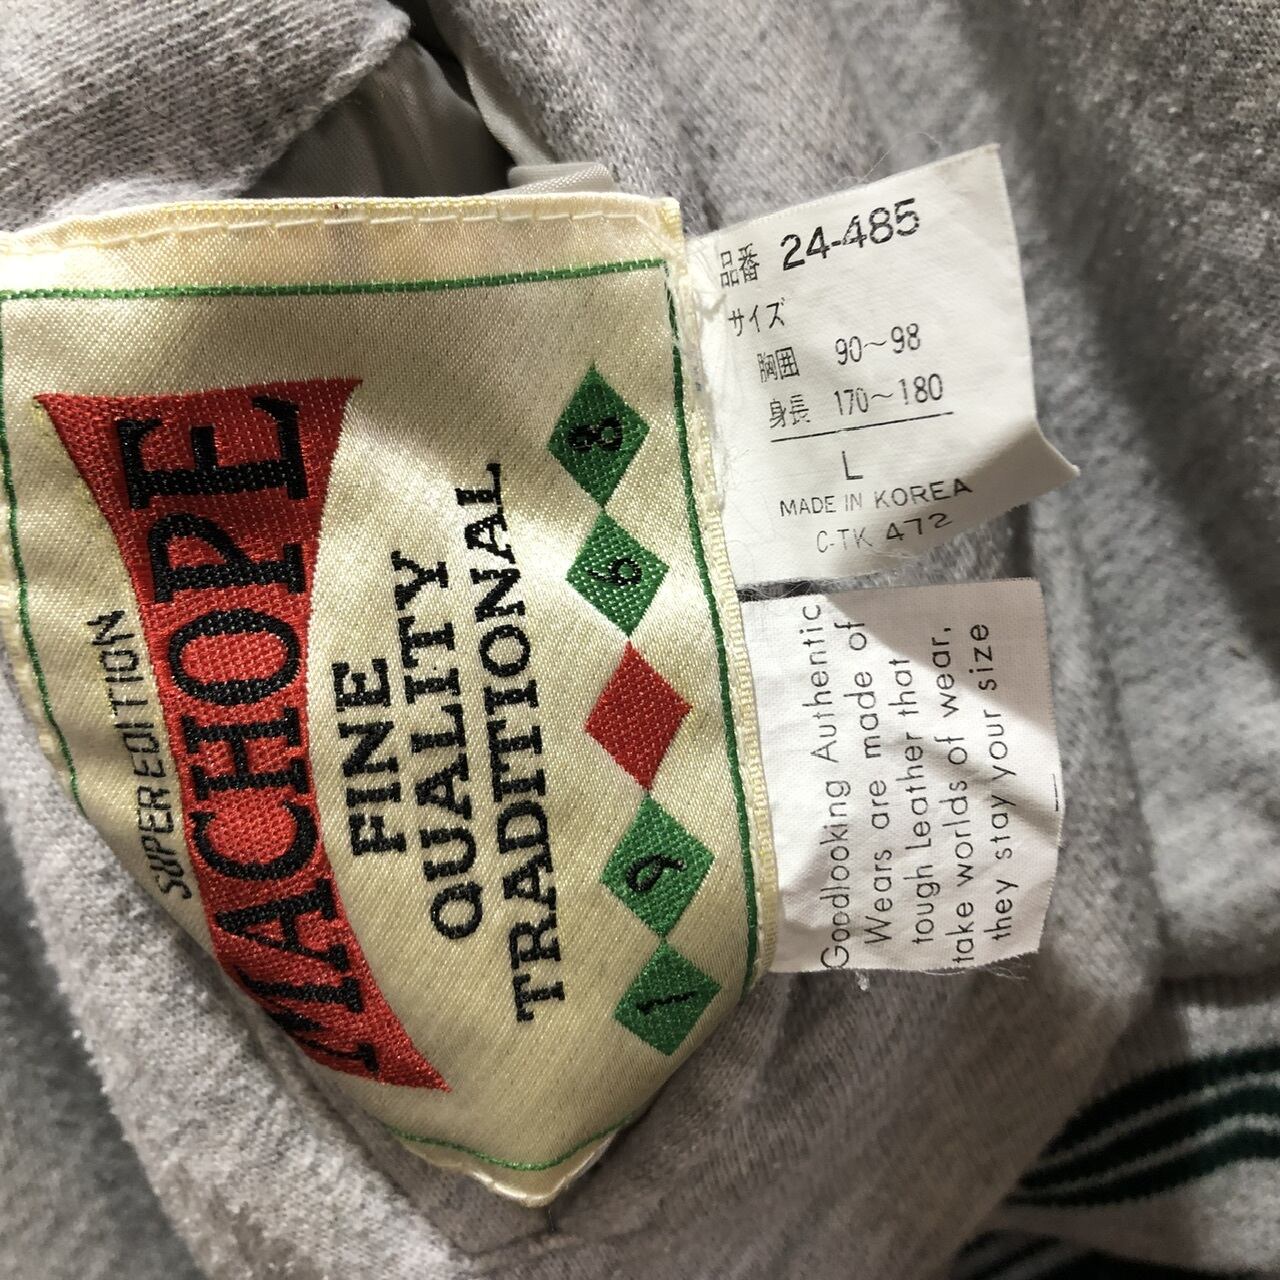 SUPER EDITION
MACHOPE
FINE
QUALITY
TRADITIONAL
1 9 6 8
品番 24-485
サイズ
胸囲 90〜98
身長 170〜180
L
MADE IN KOREA
C-TK 472
Goodlooking Authentic
Wears are made of
tough Leather that
take worlds of wear,
they stay your size